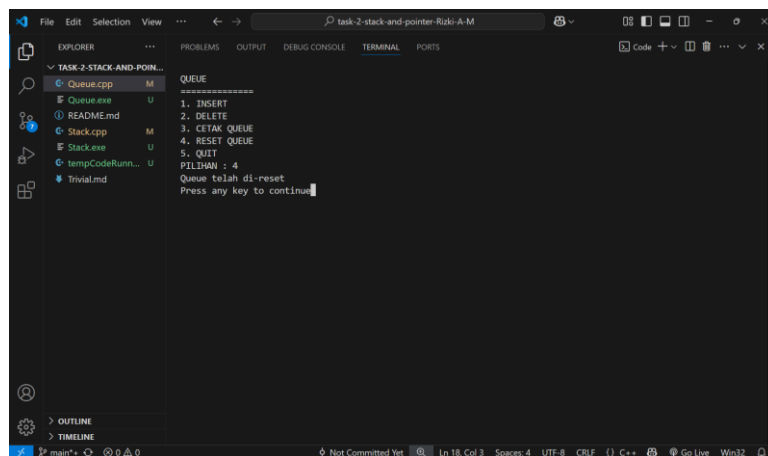 File Edit Selection View ··· task-2-stack-and-pointer-Rizki-A-M
EXPLORER ···
TASK-2-STACK-AND-POIN...
Queue.cpp M
Queue.exe U
README.md
Stack.cpp M
Stack.exe U
tempCodeRunn... U
Trivial.md
OUTLINE
TIMELINE
PROBLEMS OUTPUT DEBUG CONSOLE TERMINAL PORTS
Code
QUEUE
==============
1. INSERT
2. DELETE
3. CETAK QUEUE
4. RESET QUEUE
5. QUIT
PILIHAN : 4
Queue telah di-reset
Press any key to continue
7
main*+ 0 0 Not Committed Yet Ln 18, Col 3 Spaces: 4 UTF-8 CRLF {} C++ Go Live Win32